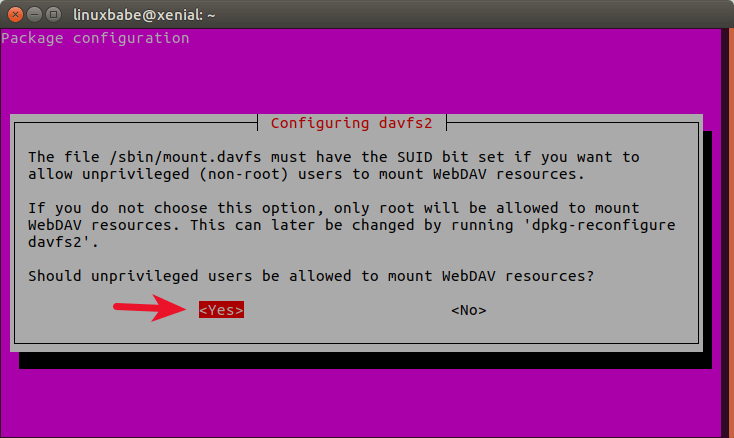 linuxbabe@xenial: ~
Package configuration
Configuring davfs2
The file /sbin/mount.davfs must have the SUID bit set if you want to
allow unprivileged (non-root) users to mount WebDAV resources.
If you do not choose this option, only root will be allowed to mount
WebDAV resources. This can later be changed by running 'dpkg-reconfigure
davfs2'.
Should unprivileged users be allowed to mount WebDAV resources?
<Yes> <No>